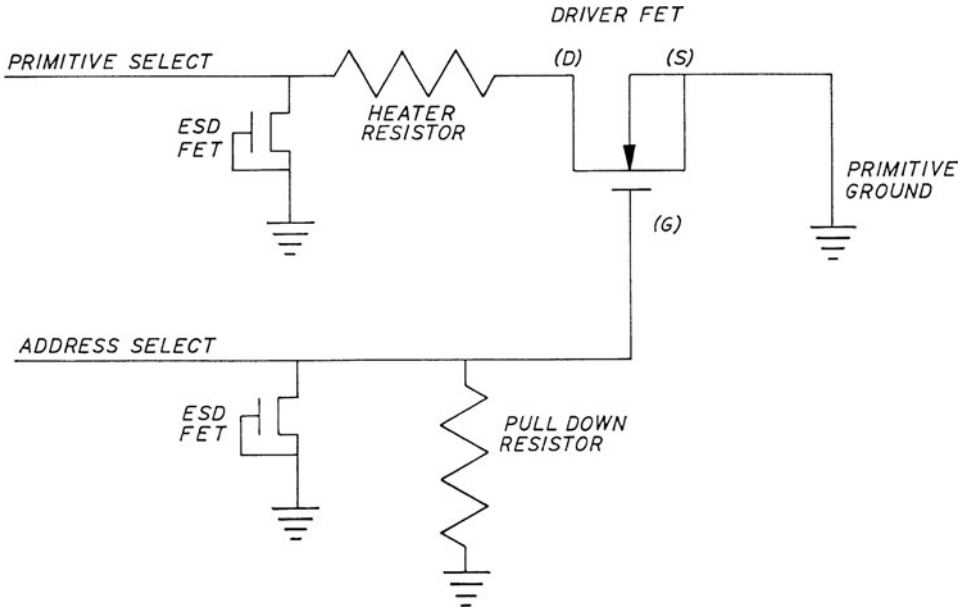 DRIVER FET
PRIMITIVE SELECT
(D)
(S)
ESD
FET
HEATER
RESISTOR
PRIMITIVE
GROUND
(G)
ADDRESS SELECT
ESD
FET
PULL DOWN
RESISTOR